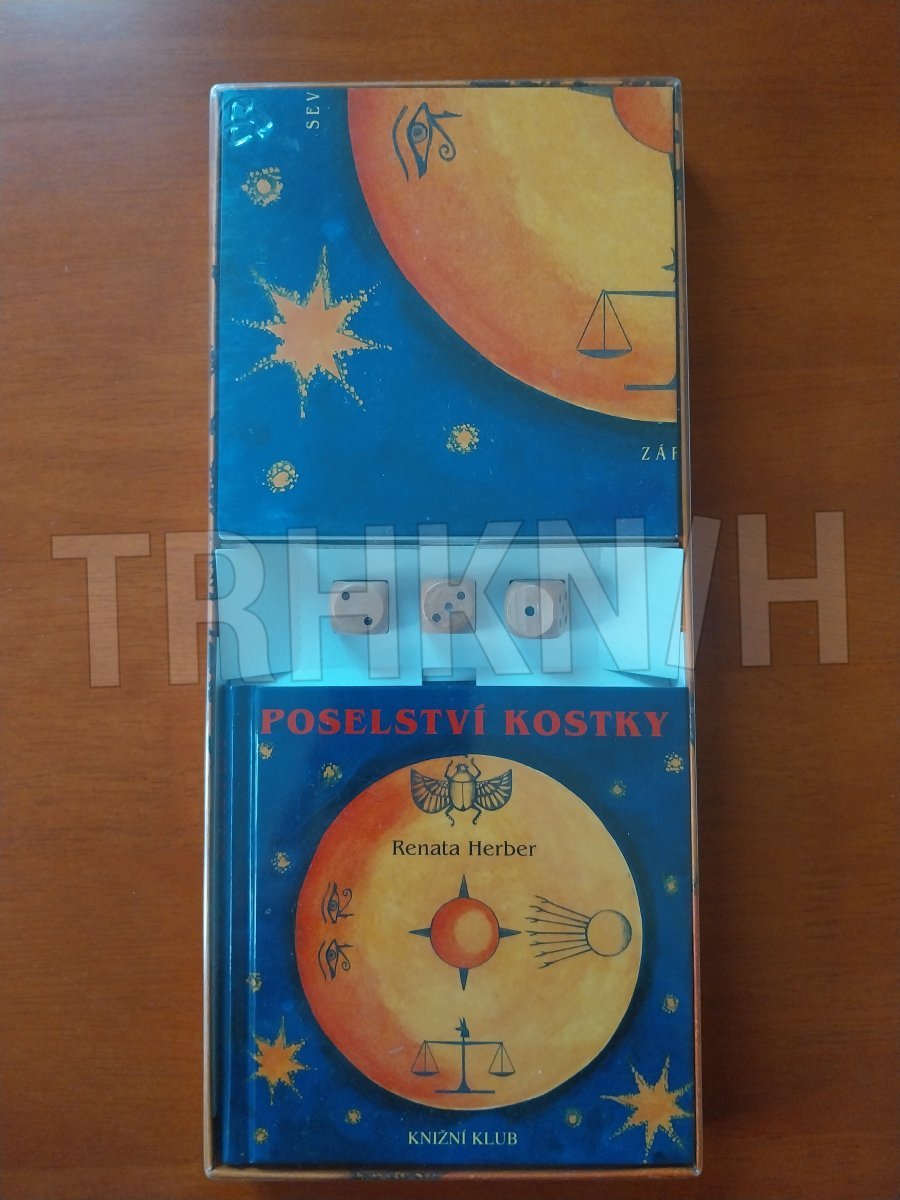 SEV
ZÁP
TRHKNIH
POSELSTVÍ KOSTKY
Renata Herber
KNIŽNÍ KLUB